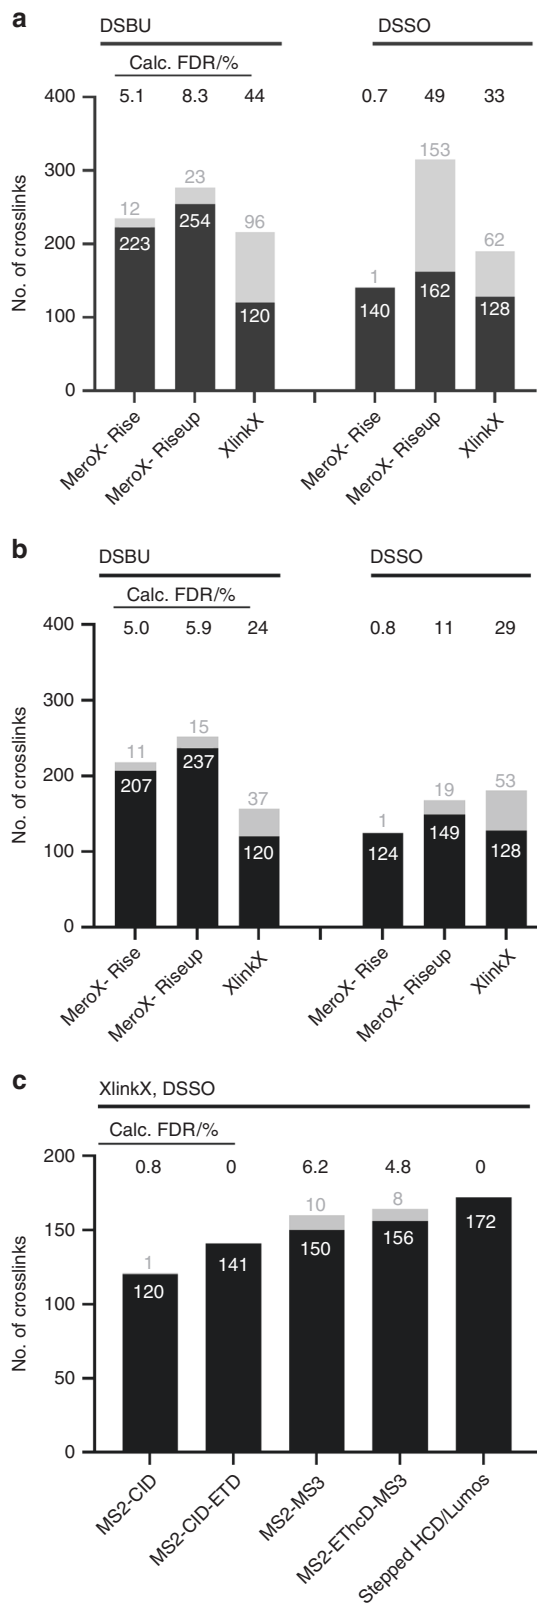 a
DSBU DSSO
Calc. FDR/%
5.1 8.3 44 0.7 49 33
No. of crosslinks
400
300
200
100
0
12 23 96 1 153 62
223 254 120 140 162 128
MeroX- Rise MeroX- Riseup XlinkX MeroX- Rise MeroX- Riseup XlinkX
b
DSBU DSSO
Calc. FDR/%
5.0 5.9 24 0.8 11 29
No. of crosslinks
400
300
200
100
0
11 15 37 1 19 53
207 237 120 124 149 128
MeroX- Rise MeroX- Riseup XlinkX MeroX- Rise MeroX- Riseup XlinkX
c
XlinkX, DSSO
Calc. FDR/%
0.8 0 6.2 4.8 0
No. of crosslinks
200
150
100
50
0
1 10 8
120 141 150 156 172
MS2-CID MS2-CID-ETD MS2-MS3 MS2-EThcD-MS3 Stepped HCD/Lumos